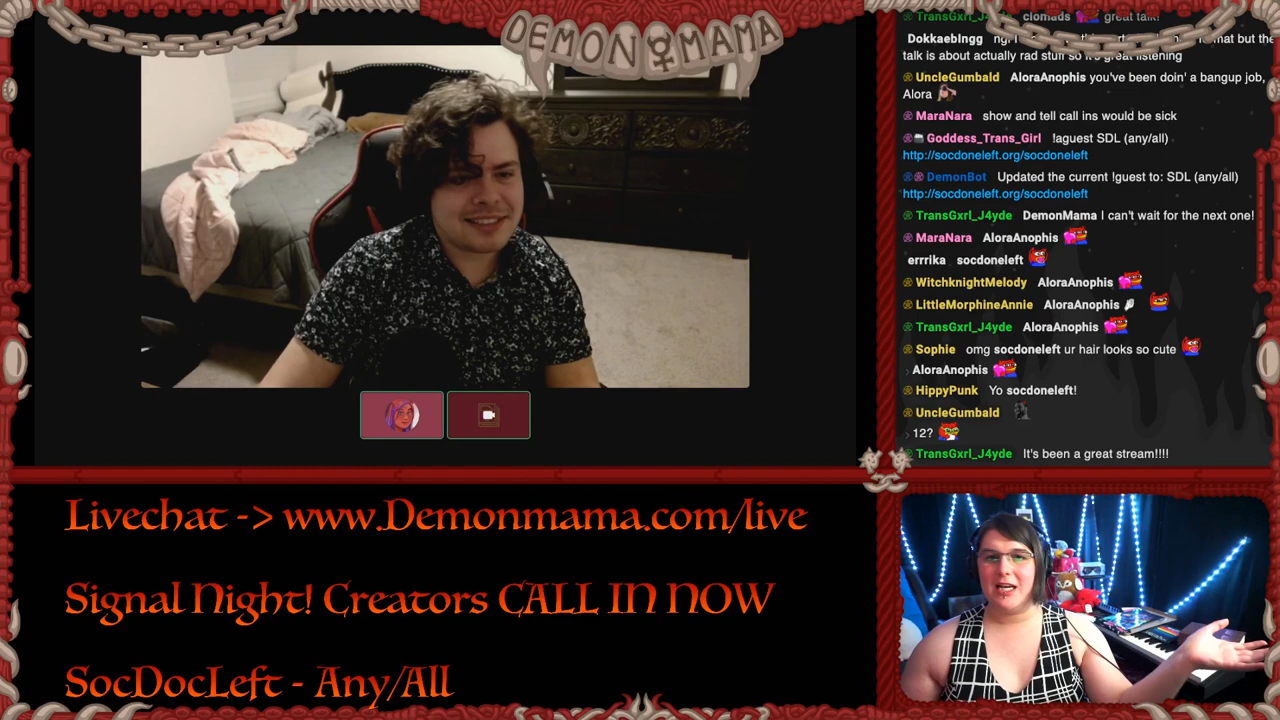 DEMON MAMA
TransGxrl_J4yde clomads great talk!
talk is about actually rad stuff so it's great listening
UncleGumbald AloraAnophis you've been doin' a bangup job,
Alora
MaraNara show and tell call ins would be sick
Goddess_Trans_Girl !aguest SDL (any/all)
http://socdoneleft.org/socdoneleft
DemonBot Updated the current !guest to: SDL (any/all)
http://socdoneleft.org/socdoneleft
TransGxrl_J4yde DemonMama I can't wait for the next one!
MaraNara AloraAnophis
errrika socdoneleft
WitchknightMelody AloraAnophis
LittleMorphineAnnie AloraAnophis
TransGxrl_J4yde AloraAnophis
Sophie omg socdoneleft ur hair looks so cute
AloraAnophis
HippyPunk Yo socdoneleft!
UncleGumbald
12?
TransGxrl_J4yde It's been a great stream!!!!
Livechat -> www.Demonmama.com/live
Signal Night! Creators CALL IN NOW
SocDocLeft - Any/All